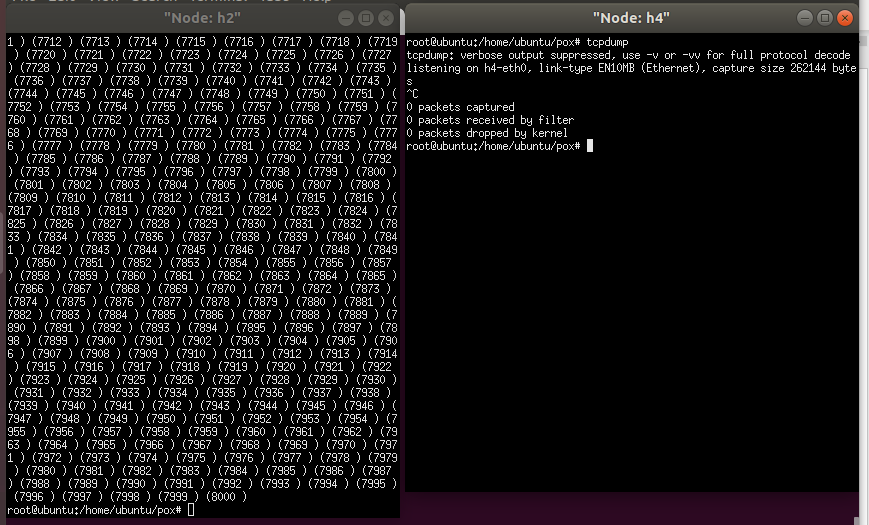 "Node: h2"
1 ) (7712 ) (7713 ) (7714 ) (7715 ) (7716 ) (7717 ) (7718 ) (7719
 ) (7720 ) (7721 ) (7722 ) (7723 ) (7724 ) (7725 ) (7726 ) (7727
 ) (7728 ) (7729 ) (7730 ) (7731 ) (7732 ) (7733 ) (7734 ) (7735
 ) (7736 ) (7737 ) (7738 ) (7739 ) (7740 ) (7741 ) (7742 ) (7743
) (7744 ) (7745 ) (7746 ) (7747 ) (7748 ) (7749 ) (7750 ) (7751 ) (
7752 ) (7753 ) (7754 ) (7755 ) (7756 ) (7757 ) (7758 ) (7759 ) (7
760 ) (7761 ) (7762 ) (7763 ) (7764 ) (7765 ) (7766 ) (7767 ) (77
68 ) (7769 ) (7770 ) (7771 ) (7772 ) (7773 ) (7774 ) (7775 ) (777
6 ) (7777 ) (7778 ) (7779 ) (7780 ) (7781 ) (7782 ) (7783 ) (7784
 ) (7785 ) (7786 ) (7787 ) (7788 ) (7789 ) (7790 ) (7791 ) (7792
 ) (7793 ) (7794 ) (7795 ) (7796 ) (7797 ) (7798 ) (7799 ) (7800
) (7801 ) (7802 ) (7803 ) (7804 ) (7805 ) (7806 ) (7807 ) (7808 )
(7809 ) (7810 ) (7811 ) (7812 ) (7813 ) (7814 ) (7815 ) (7816 ) (
7817 ) (7818 ) (7819 ) (7820 ) (7821 ) (7822 ) (7823 ) (7824 ) (7
825 ) (7826 ) (7827 ) (7828 ) (7829 ) (7830 ) (7831 ) (7832 ) (78
33 ) (7834 ) (7835 ) (7836 ) (7837 ) (7838 ) (7839 ) (7840 ) (784
1 ) (7842 ) (7843 ) (7844 ) (7845 ) (7846 ) (7847 ) (7848 ) (7849
 ) (7850 ) (7851 ) (7852 ) (7853 ) (7854 ) (7855 ) (7856 ) (7857
 ) (7858 ) (7859 ) (7860 ) (7861 ) (7862 ) (7863 ) (7864 ) (7865
) (7866 ) (7867 ) (7868 ) (7869 ) (7870 ) (7871 ) (7872 ) (7873 )
(7874 ) (7875 ) (7876 ) (7877 ) (7878 ) (7879 ) (7880 ) (7881 ) (
7882 ) (7883 ) (7884 ) (7885 ) (7886 ) (7887 ) (7888 ) (7889 ) (7
890 ) (7891 ) (7892 ) (7893 ) (7894 ) (7895 ) (7896 ) (7897 ) (78
98 ) (7899 ) (7900 ) (7901 ) (7902 ) (7903 ) (7904 ) (7905 ) (790
6 ) (7907 ) (7908 ) (7909 ) (7910 ) (7911 ) (7912 ) (7913 ) (7914
 ) (7915 ) (7916 ) (7917 ) (7918 ) (7919 ) (7920 ) (7921 ) (7922
 ) (7923 ) (7924 ) (7925 ) (7926 ) (7927 ) (7928 ) (7929 ) (7930
) (7931 ) (7932 ) (7933 ) (7934 ) (7935 ) (7936 ) (7937 ) (7938 )
(7939 ) (7940 ) (7941 ) (7942 ) (7943 ) (7944 ) (7945 ) (7946 ) (
7947 ) (7948 ) (7949 ) (7950 ) (7951 ) (7952 ) (7953 ) (7954 ) (7
955 ) (7956 ) (7957 ) (7958 ) (7959 ) (7960 ) (7961 ) (7962 ) (79
63 ) (7964 ) (7965 ) (7966 ) (7967 ) (7968 ) (7969 ) (7970 ) (797
1 ) (7972 ) (7973 ) (7974 ) (7975 ) (7976 ) (7977 ) (7978 ) (7979
 ) (7980 ) (7981 ) (7982 ) (7983 ) (7984 ) (7985 ) (7986 ) (7987
 ) (7988 ) (7989 ) (7990 ) (7991 ) (7992 ) (7993 ) (7994 ) (7995
) (7996 ) (7997 ) (7998 ) (7999 ) (8000 )
root@ubuntu:/home/ubuntu/pox#
"Node: h4"
root@ubuntu:/home/ubuntu/pox# tcpdump
tcpdump: verbose output suppressed, use -v or -vv for full protocol decode
listening on h4-eth0, link-type EN10MB (Ethernet), capture size 262144 byte
s
^C
0 packets captured
0 packets received by filter
0 packets dropped by kernel
root@ubuntu:/home/ubuntu/pox#